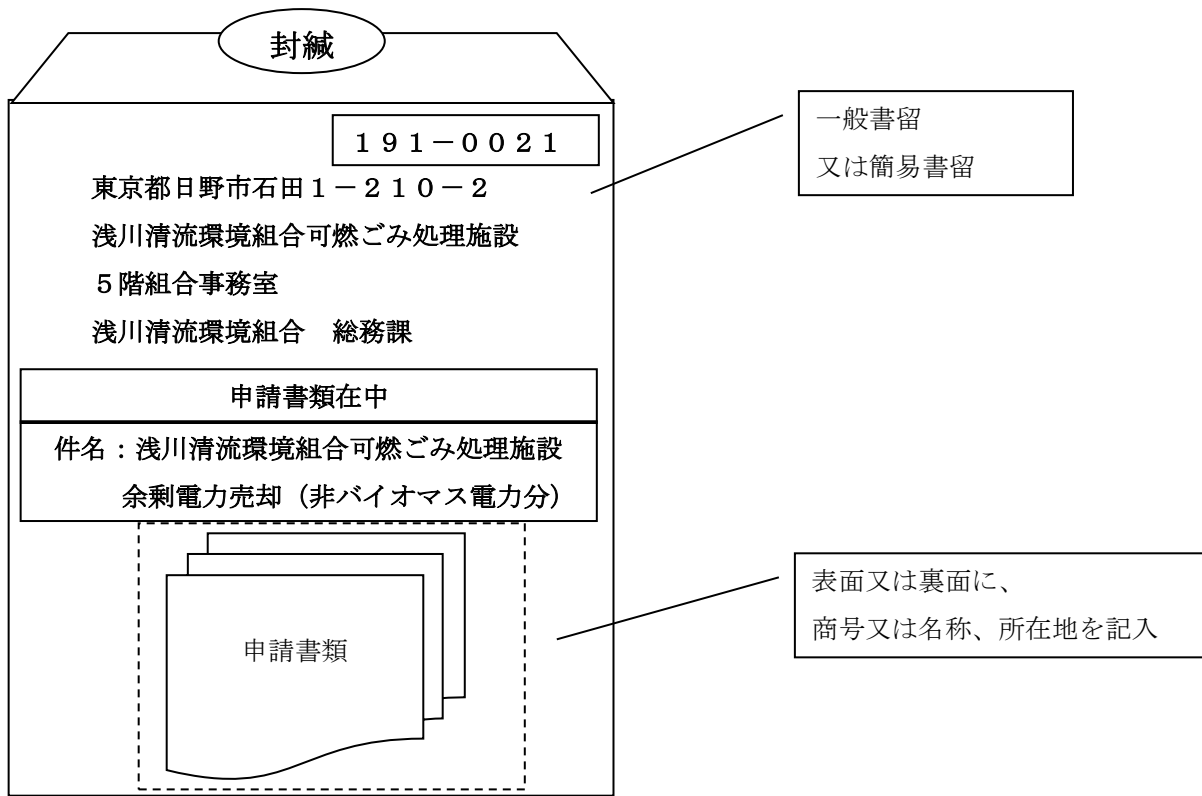 封緘
１９１－００２１
東京都日野市石田１－２１０－２
浅川清流環境組合可燃ごみ処理施設
５階組合事務室
浅川清流環境組合　総務課
申請書類在中
件名：浅川清流環境組合可燃ごみ処理施設
余剰電力売却（非バイオマス電力分）
申請書類
一般書留
又は簡易書留
表面又は裏面に、
商号又は名称、所在地を記入